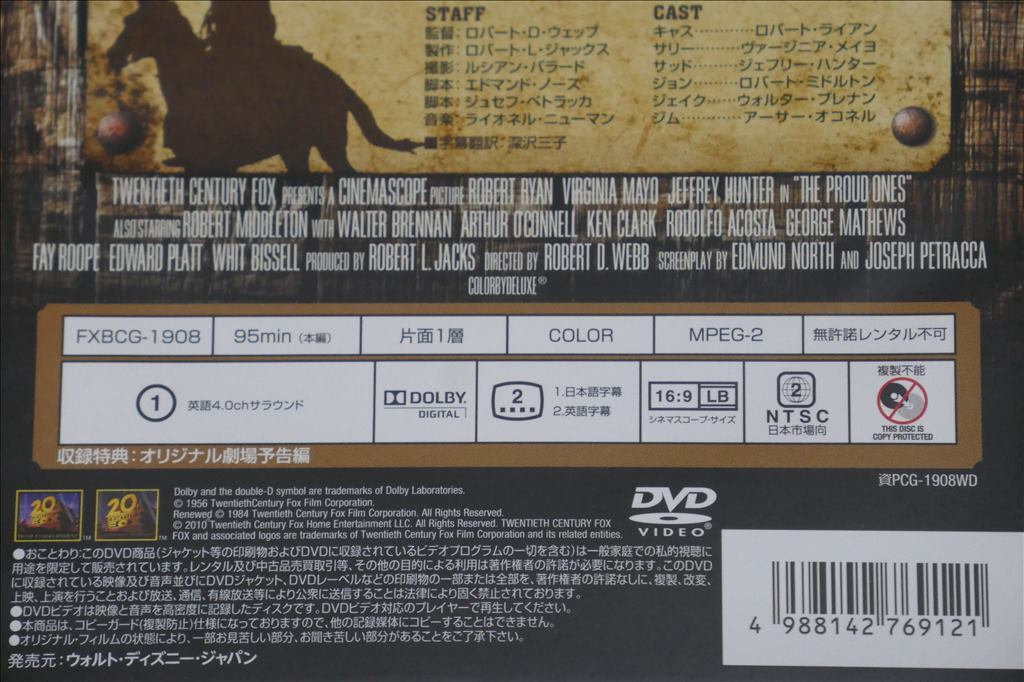 STAFF
監督:ロバート・D・ウェッブ
製作:ロバート・L・ジャックス
撮影:ルシアン・バラード
脚本:エドマンド・ノーズ
脚本:ジュセフ・ペトラッカ
音楽:ライオネル・ニューマン
■字幕翻訳:深沢三子
CAST
キャス………ロバート・ライアン
サリー………ヴァージニア・メイヨ
サッド………ジェフリー・ハンター
ジョン………ロバート・ミドルトン
ジェイク……ウォルター・ブレナン
ジム………アーサー・オコネル
TWENTIETH CENTURY FOX PRESENTS A CINEMASCOPE PICTURE ROBERT RYAN VIRGINIA MAYO JEFFREY HUNTER IN "THE PROUD ONES"
ALSO STARRING ROBERT MIDDLETON WITH WALTER BRENNAN ARTHUR O'CONNELL KEN CLARK RODOLFO ACOSTA GEORGE MATHEWS
FAY ROOPE EDWARD PLATT WHIT BISSELL PRODUCED BY ROBERT L. JACKS DIRECTED BY ROBERT D. WEBB SCREENPLAY BY EDMUND NORTH AND JOSEPH PETRACCA
COLORBYDELUXE®
FXBCG-1908 95min (本編) 片面1層 COLOR MPEG-2 無許諾レンタル不可
1 英語4.0chサラウンド
DOLBY
DIGITAL
2
1.日本語字幕
2.英語字幕
16:9 LB
シネマスコープ・サイズ
2
NTSC
日本市場向
複製不能
THIS DISC IS
COPY PROTECTED
収録特典:オリジナル劇場予告編
資PCG-1908WD
20 20
TM TM
Dolby and the double-D symbol are trademarks of Dolby Laboratories.
© 1956 TwentiethCentury Fox Film Corporation.
Renewed © 1984 Twentieth Century Fox Film Corporation. All Rights Reserved.
© 2010 Twentieth Century Fox Home Entertainment LLC. All Rights Reserved. TWENTIETH CENTURY FOX
FOX and associated logos are trademarks of Twentieth Century Fox Film Corporation and its related entities.
DVD
VIDEO TM
●おことわり:このDVD商品(ジャケット等の印刷物およびDVDに収録されているビデオプログラムの一切を含む)は一般家庭での私的視聴に
用途を限定して販売されています。レンタル及び中古品売買取引等、その他の目的による利用は著作権者の許諾が必要になります。このDVD
に収録されている映像及び音声並びにDVDジャケット、DVDレーベルなどの印刷物の一部または全部を、著作権者の許諾なしに、複製、改変、
上映、上演を行うことおよび放送、通信、有線放送等により公衆に送信することは法律により固く禁止されております。
●DVDビデオは映像と音声を高密度に記録したディスクです。DVDビデオ対応のプレイヤーで再生してください。
●本商品は、コピーガード(複製防止)仕様になっておりますので、他の記録媒体にコピーすることはできません。
●オリジナル・フィルムの状態により、一部お見苦しい部分、お聞き苦しい部分があることをご了承下さい。
発売元:ウォルト・ディズニー・ジャパン
4 988142 769121